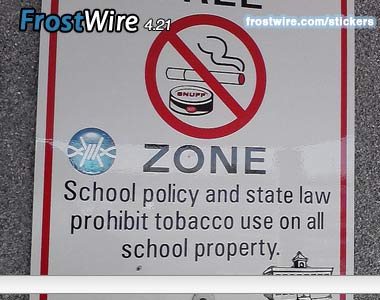 FrostWire 4.21
frostwire.com/stickers
SNUFF
ZONE
School policy and state law
prohibit tobacco use on all
school property.